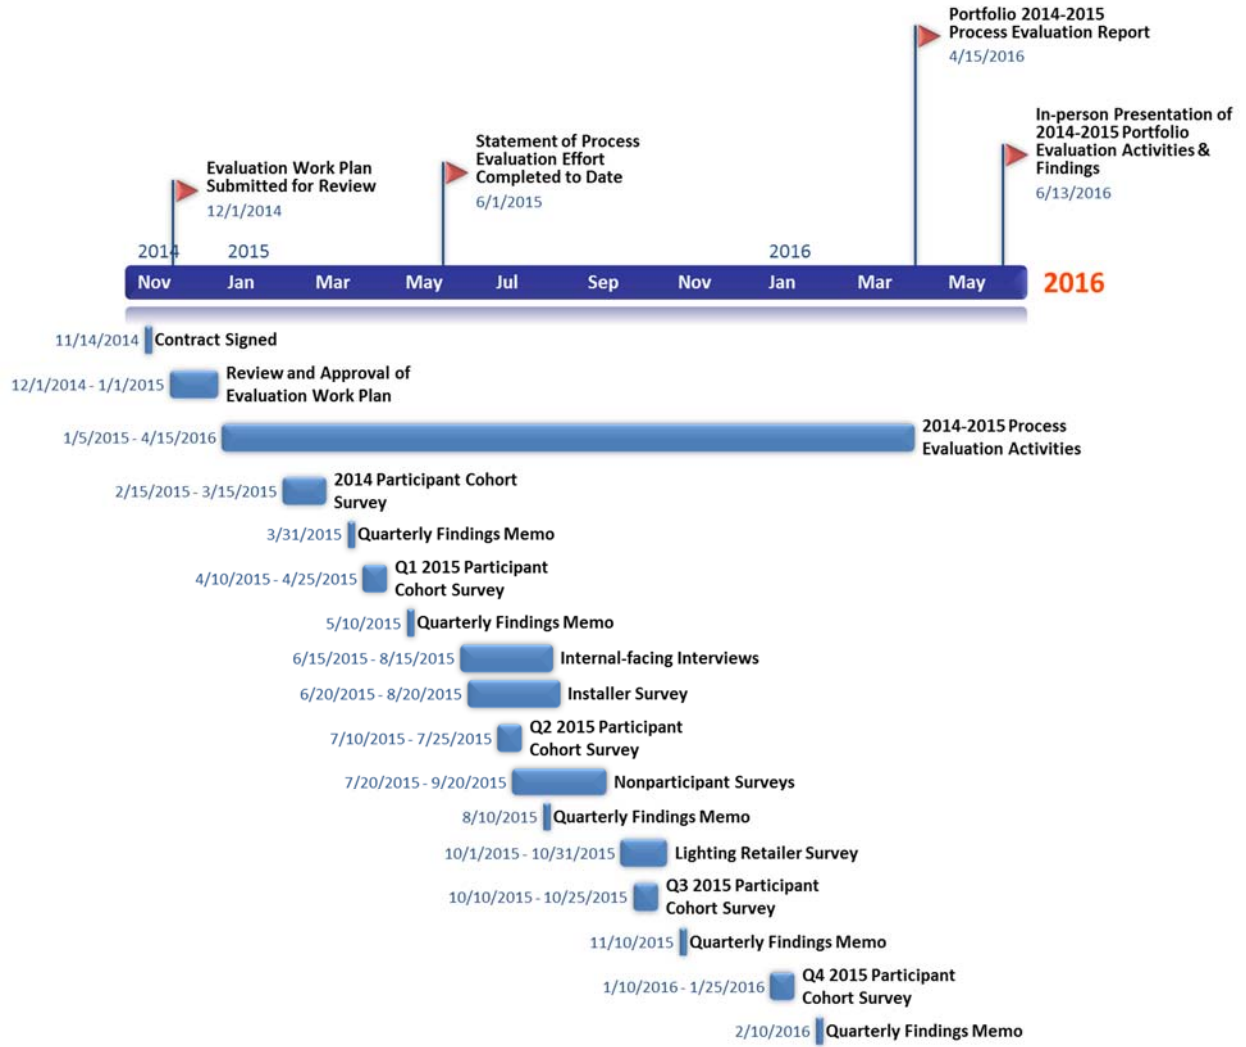 Portfolio 2014-2015
Process Evaluation Report
4/15/2016
In-person Presentation of
2014-2015 Portfolio
Evaluation Activities &
Findings
6/13/2016
Statement of Process
Evaluation Effort
Completed to Date
6/1/2015
Evaluation Work Plan
Submitted for Review
12/1/2014
2014 2015 2016
Nov Jan Mar May Jul Sep Nov Jan Mar May 2016
11/14/2014 Contract Signed
12/1/2014 - 1/1/2015 Review and Approval of
Evaluation Work Plan
1/5/2015 - 4/15/2016 2014-2015 Process
Evaluation Activities
2/15/2015 - 3/15/2015 2014 Participant Cohort
Survey
3/31/2015 Quarterly Findings Memo
4/10/2015 - 4/25/2015 Q1 2015 Participant
Cohort Survey
5/10/2015 Quarterly Findings Memo
6/15/2015 - 8/15/2015 Internal-facing Interviews
6/20/2015 - 8/20/2015 Installer Survey
7/10/2015 - 7/25/2015 Q2 2015 Participant
Cohort Survey
7/20/2015 - 9/20/2015 Nonparticipant Surveys
8/10/2015 Quarterly Findings Memo
10/1/2015 - 10/31/2015 Lighting Retailer Survey
10/10/2015 - 10/25/2015 Q3 2015 Participant
Cohort Survey
11/10/2015 Quarterly Findings Memo
1/10/2016 - 1/25/2016 Q4 2015 Participant
Cohort Survey
2/10/2016 Quarterly Findings Memo